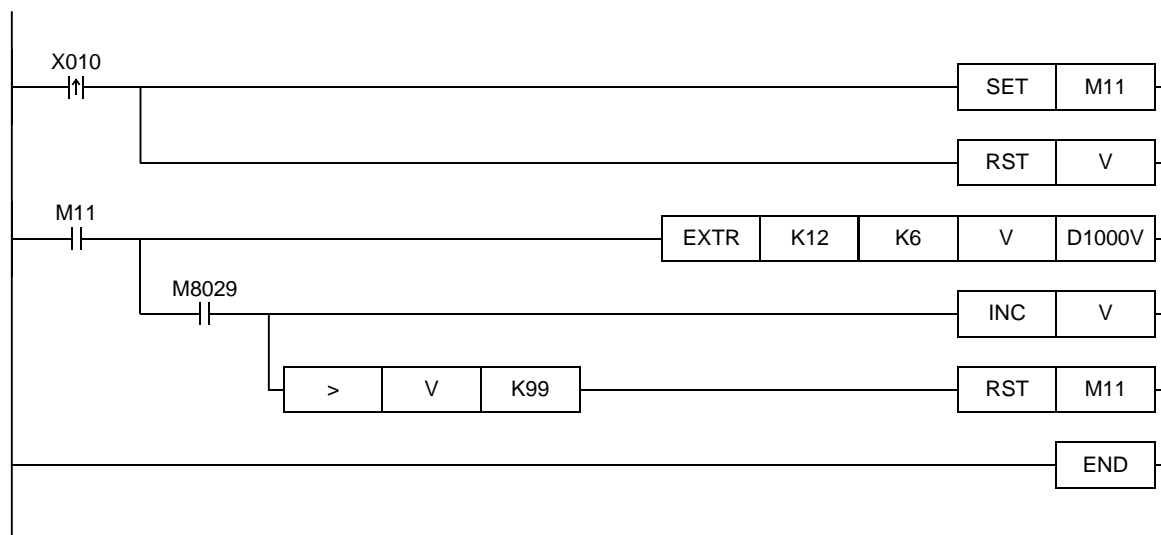 X010
SET M11
RST V
M11
EXTR K12 K6 V D1000V
M8029
INC V
> V K99
RST M11
END